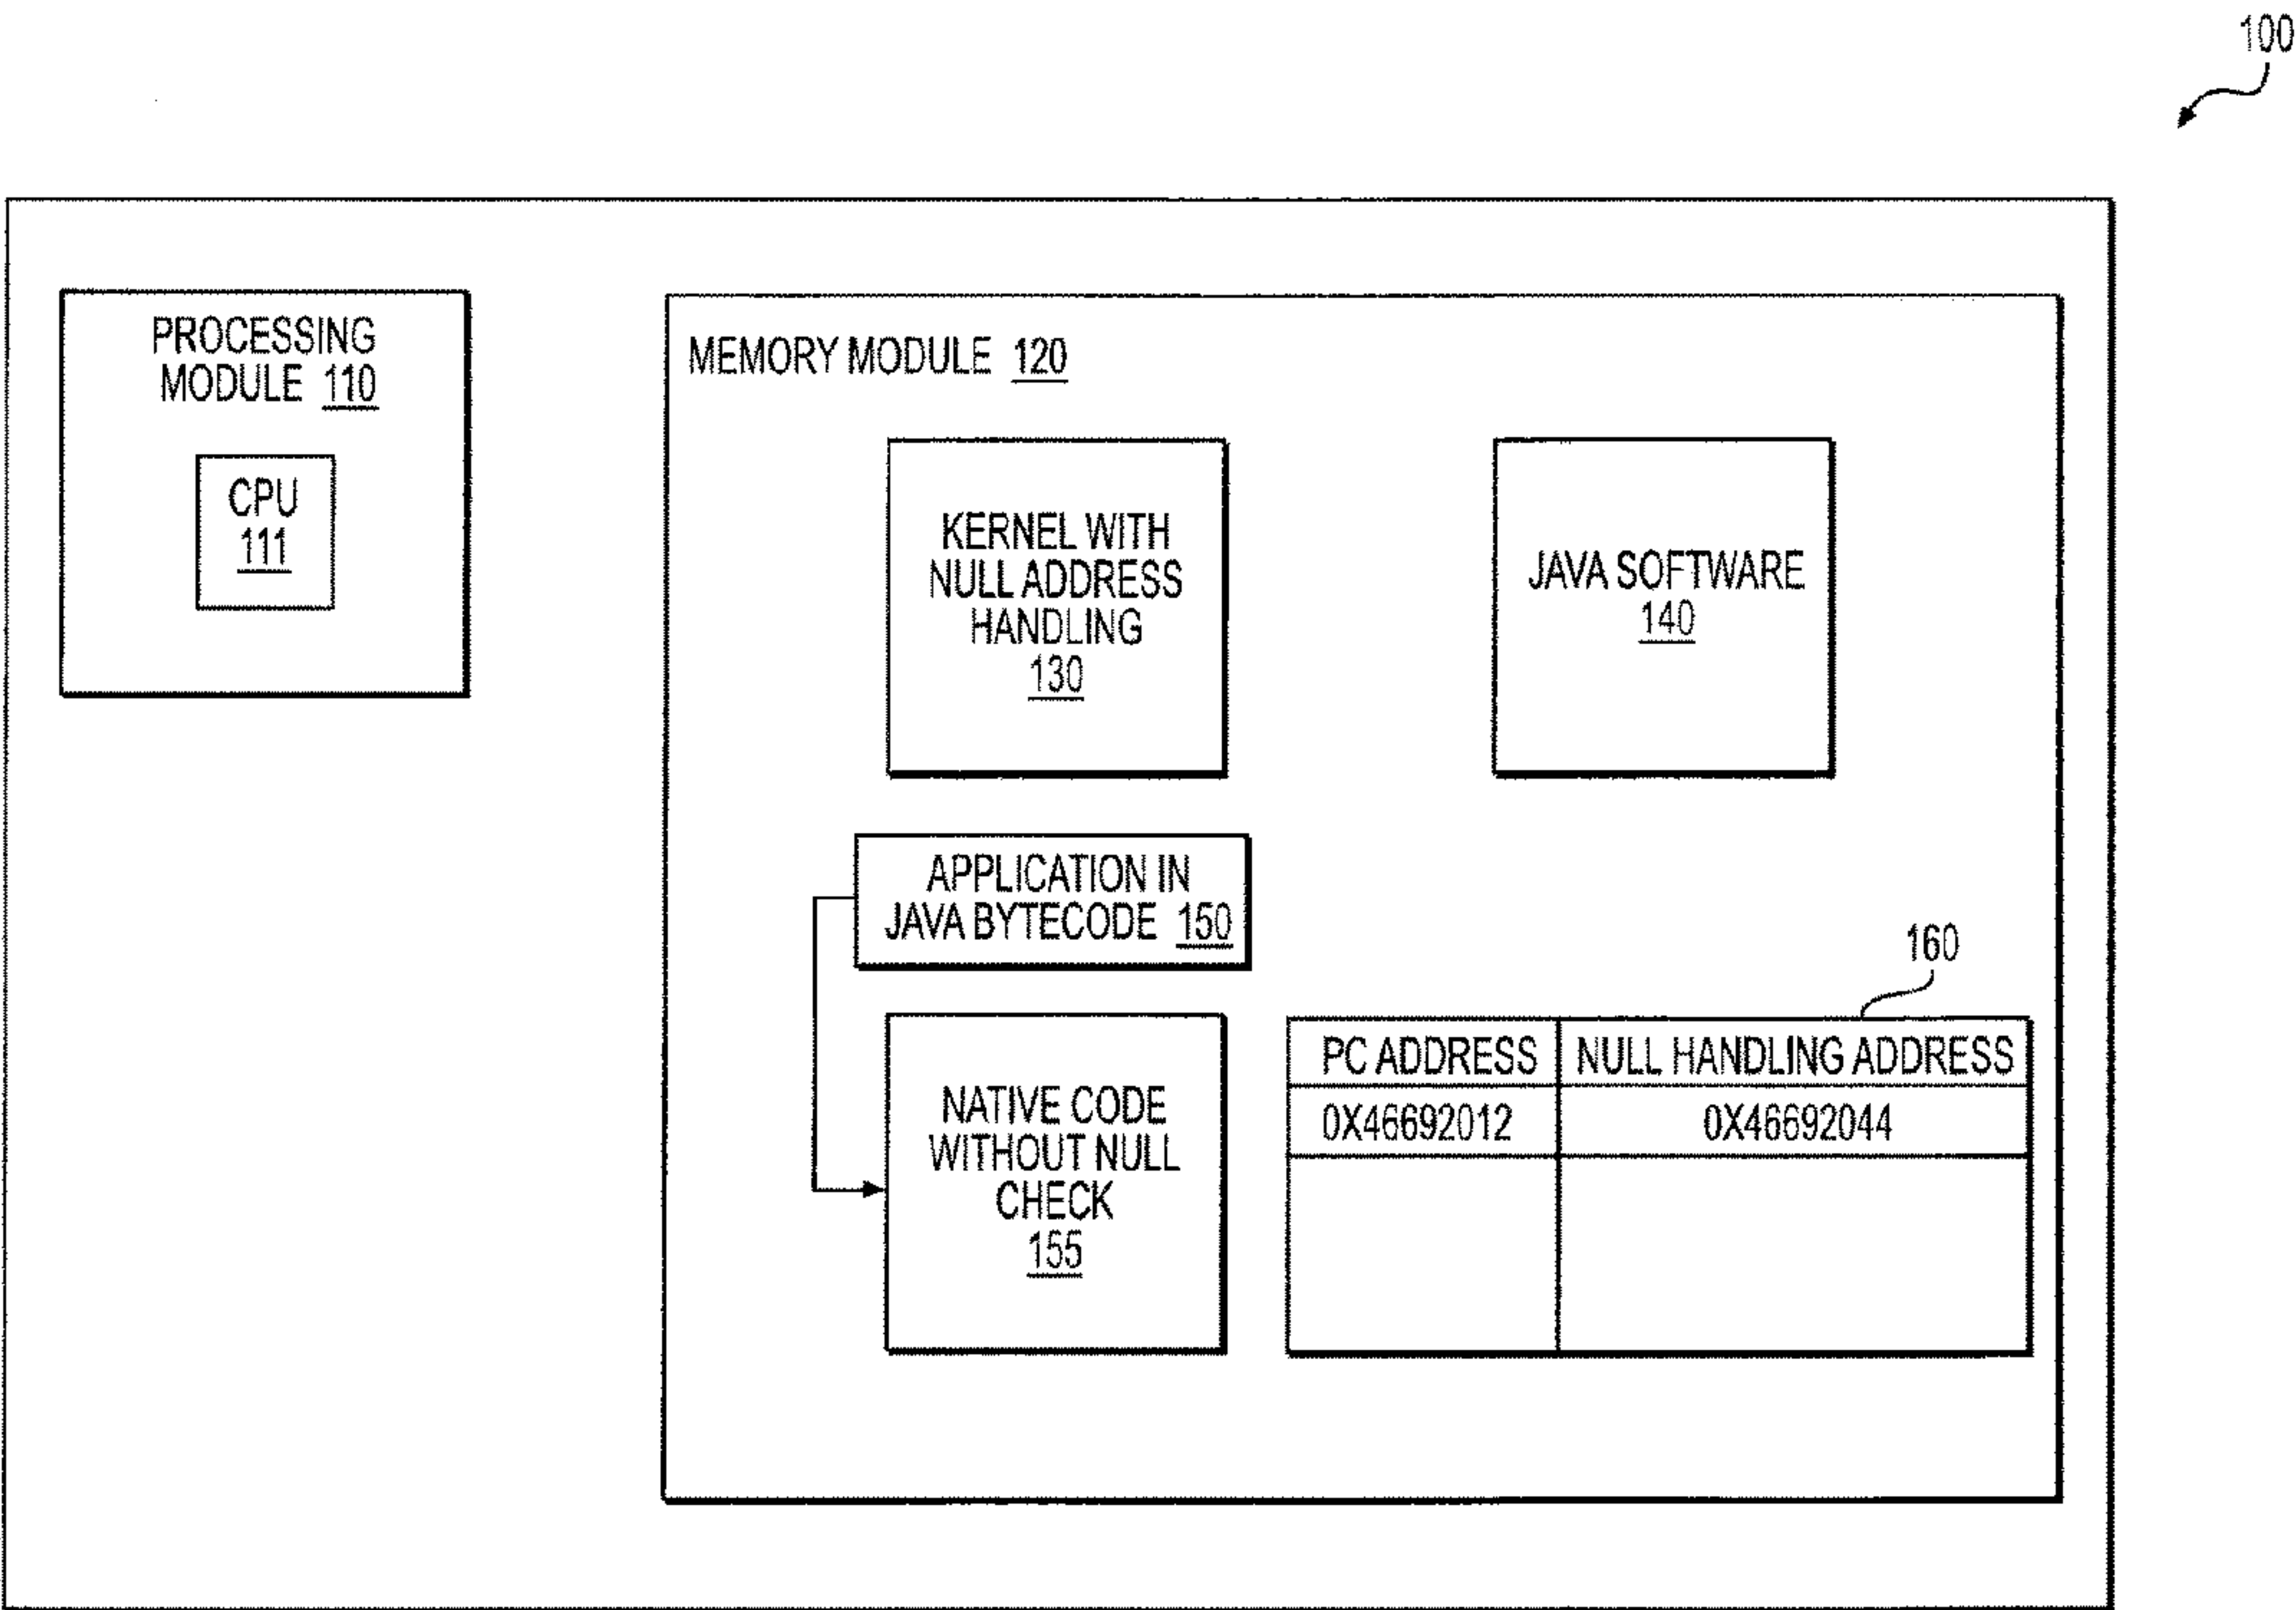 100
PROCESSING
MODULE 110
CPU
111
MEMORY MODULE 120
KERNEL WITH
NULL ADDRESS
HANDLING
130
JAVA SOFTWARE
140
APPLICATION IN
JAVA BYTECODE 150
NATIVE CODE
WITHOUT NULL
CHECK
155
160
PC ADDRESS NULL HANDLING ADDRESS
0X46692012 0X46692044